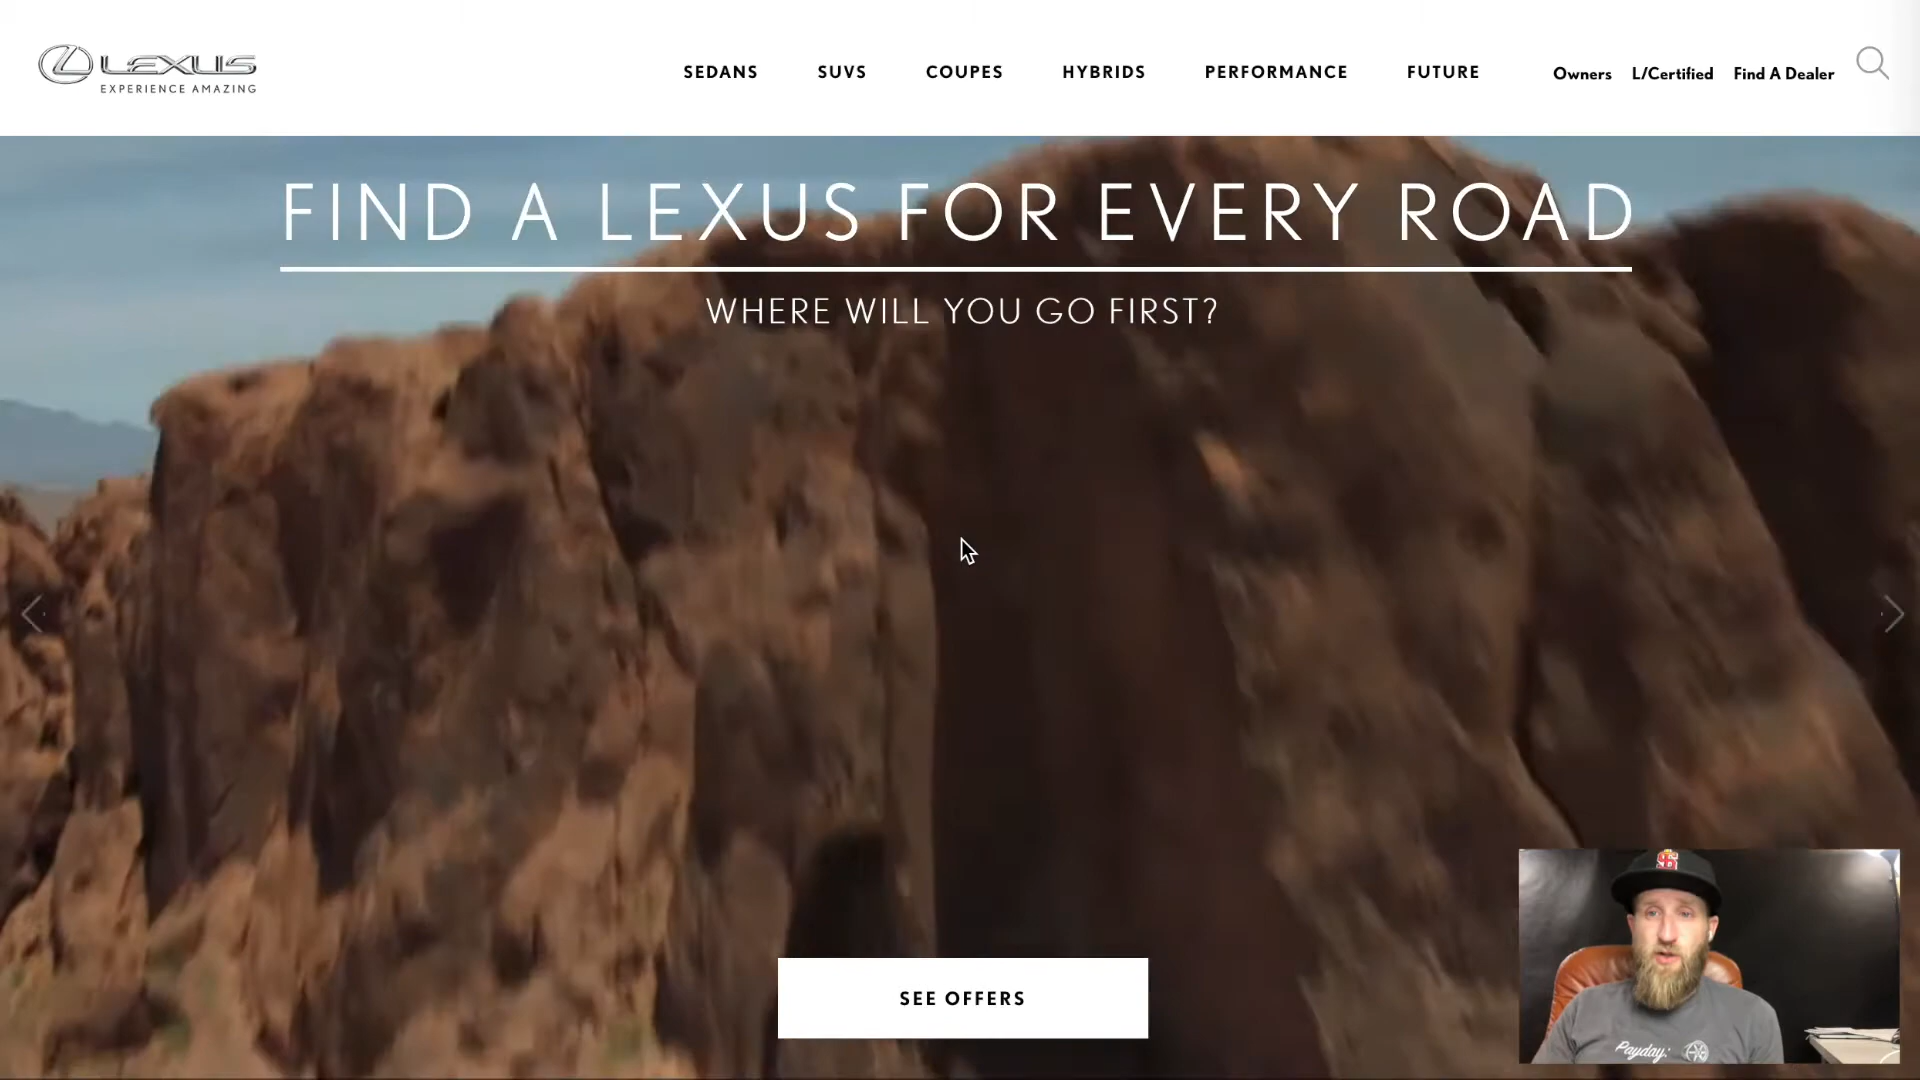 LEXUS
EXPERIENCE AMAZING
SEDANS
SUVS
COUPES
HYBRIDS
PERFORMANCE
FUTURE
Owners
L/Certified
Find A Dealer
FIND A LEXUS FOR EVERY ROAD
WHERE WILL YOU GO FIRST?
SEE OFFERS
Payday: